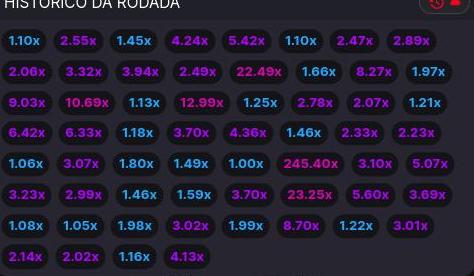 HISTÓRICO DA RODADA
1.10x 2.55x 1.45x 4.24x 5.42x 1.10x 2.47x 2.89x
2.06x 3.32x 3.94x 2.49x 22.49x 1.66x 8.27x 1.97x
9.03x 10.69x 1.13x 12.99x 1.25x 2.78x 2.07x 1.21x
6.42x 6.33x 1.18x 3.70x 4.36x 1.46x 2.33x 2.23x
1.06x 3.07x 1.80x 1.49x 1.00x 245.40x 3.10x 5.07x
3.23x 2.99x 1.46x 1.59x 3.70x 23.25x 5.60x 3.69x
1.08x 1.05x 1.98x 3.02x 1.99x 8.70x 1.22x 3.01x
2.14x 2.02x 1.16x 4.13x